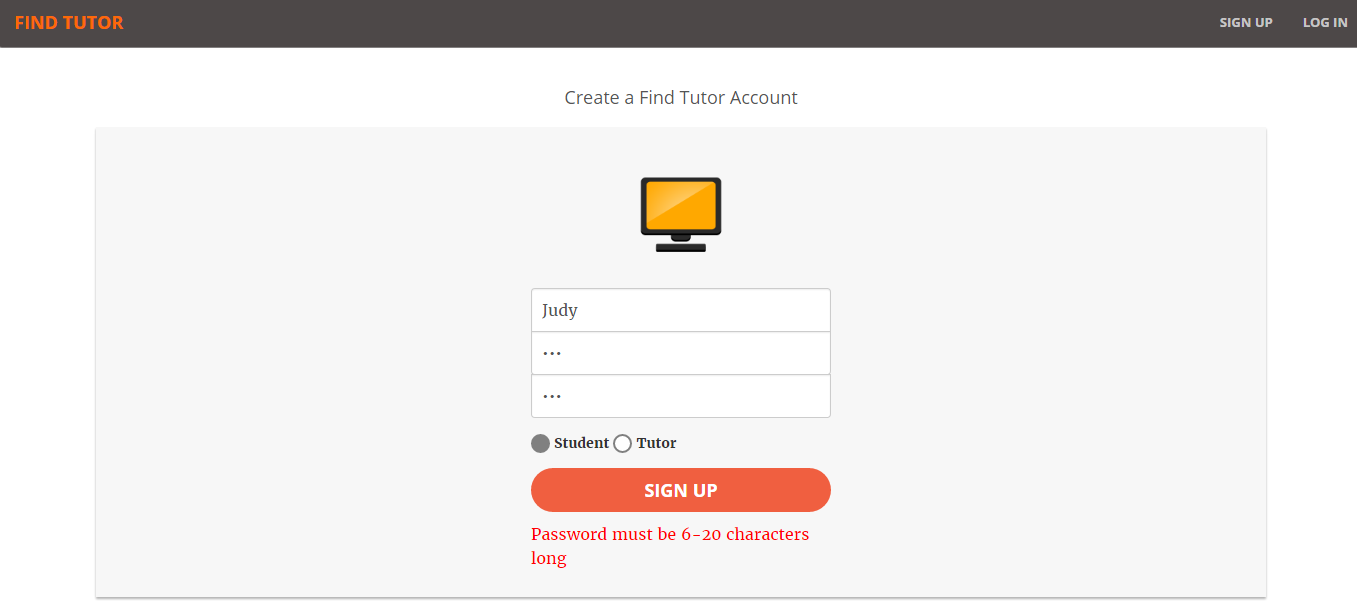 FIND TUTOR
SIGN UP
LOG IN
Create a Find Tutor Account
Judy
•••
•••
Student Tutor
SIGN UP
Password must be 6-20 characters
long